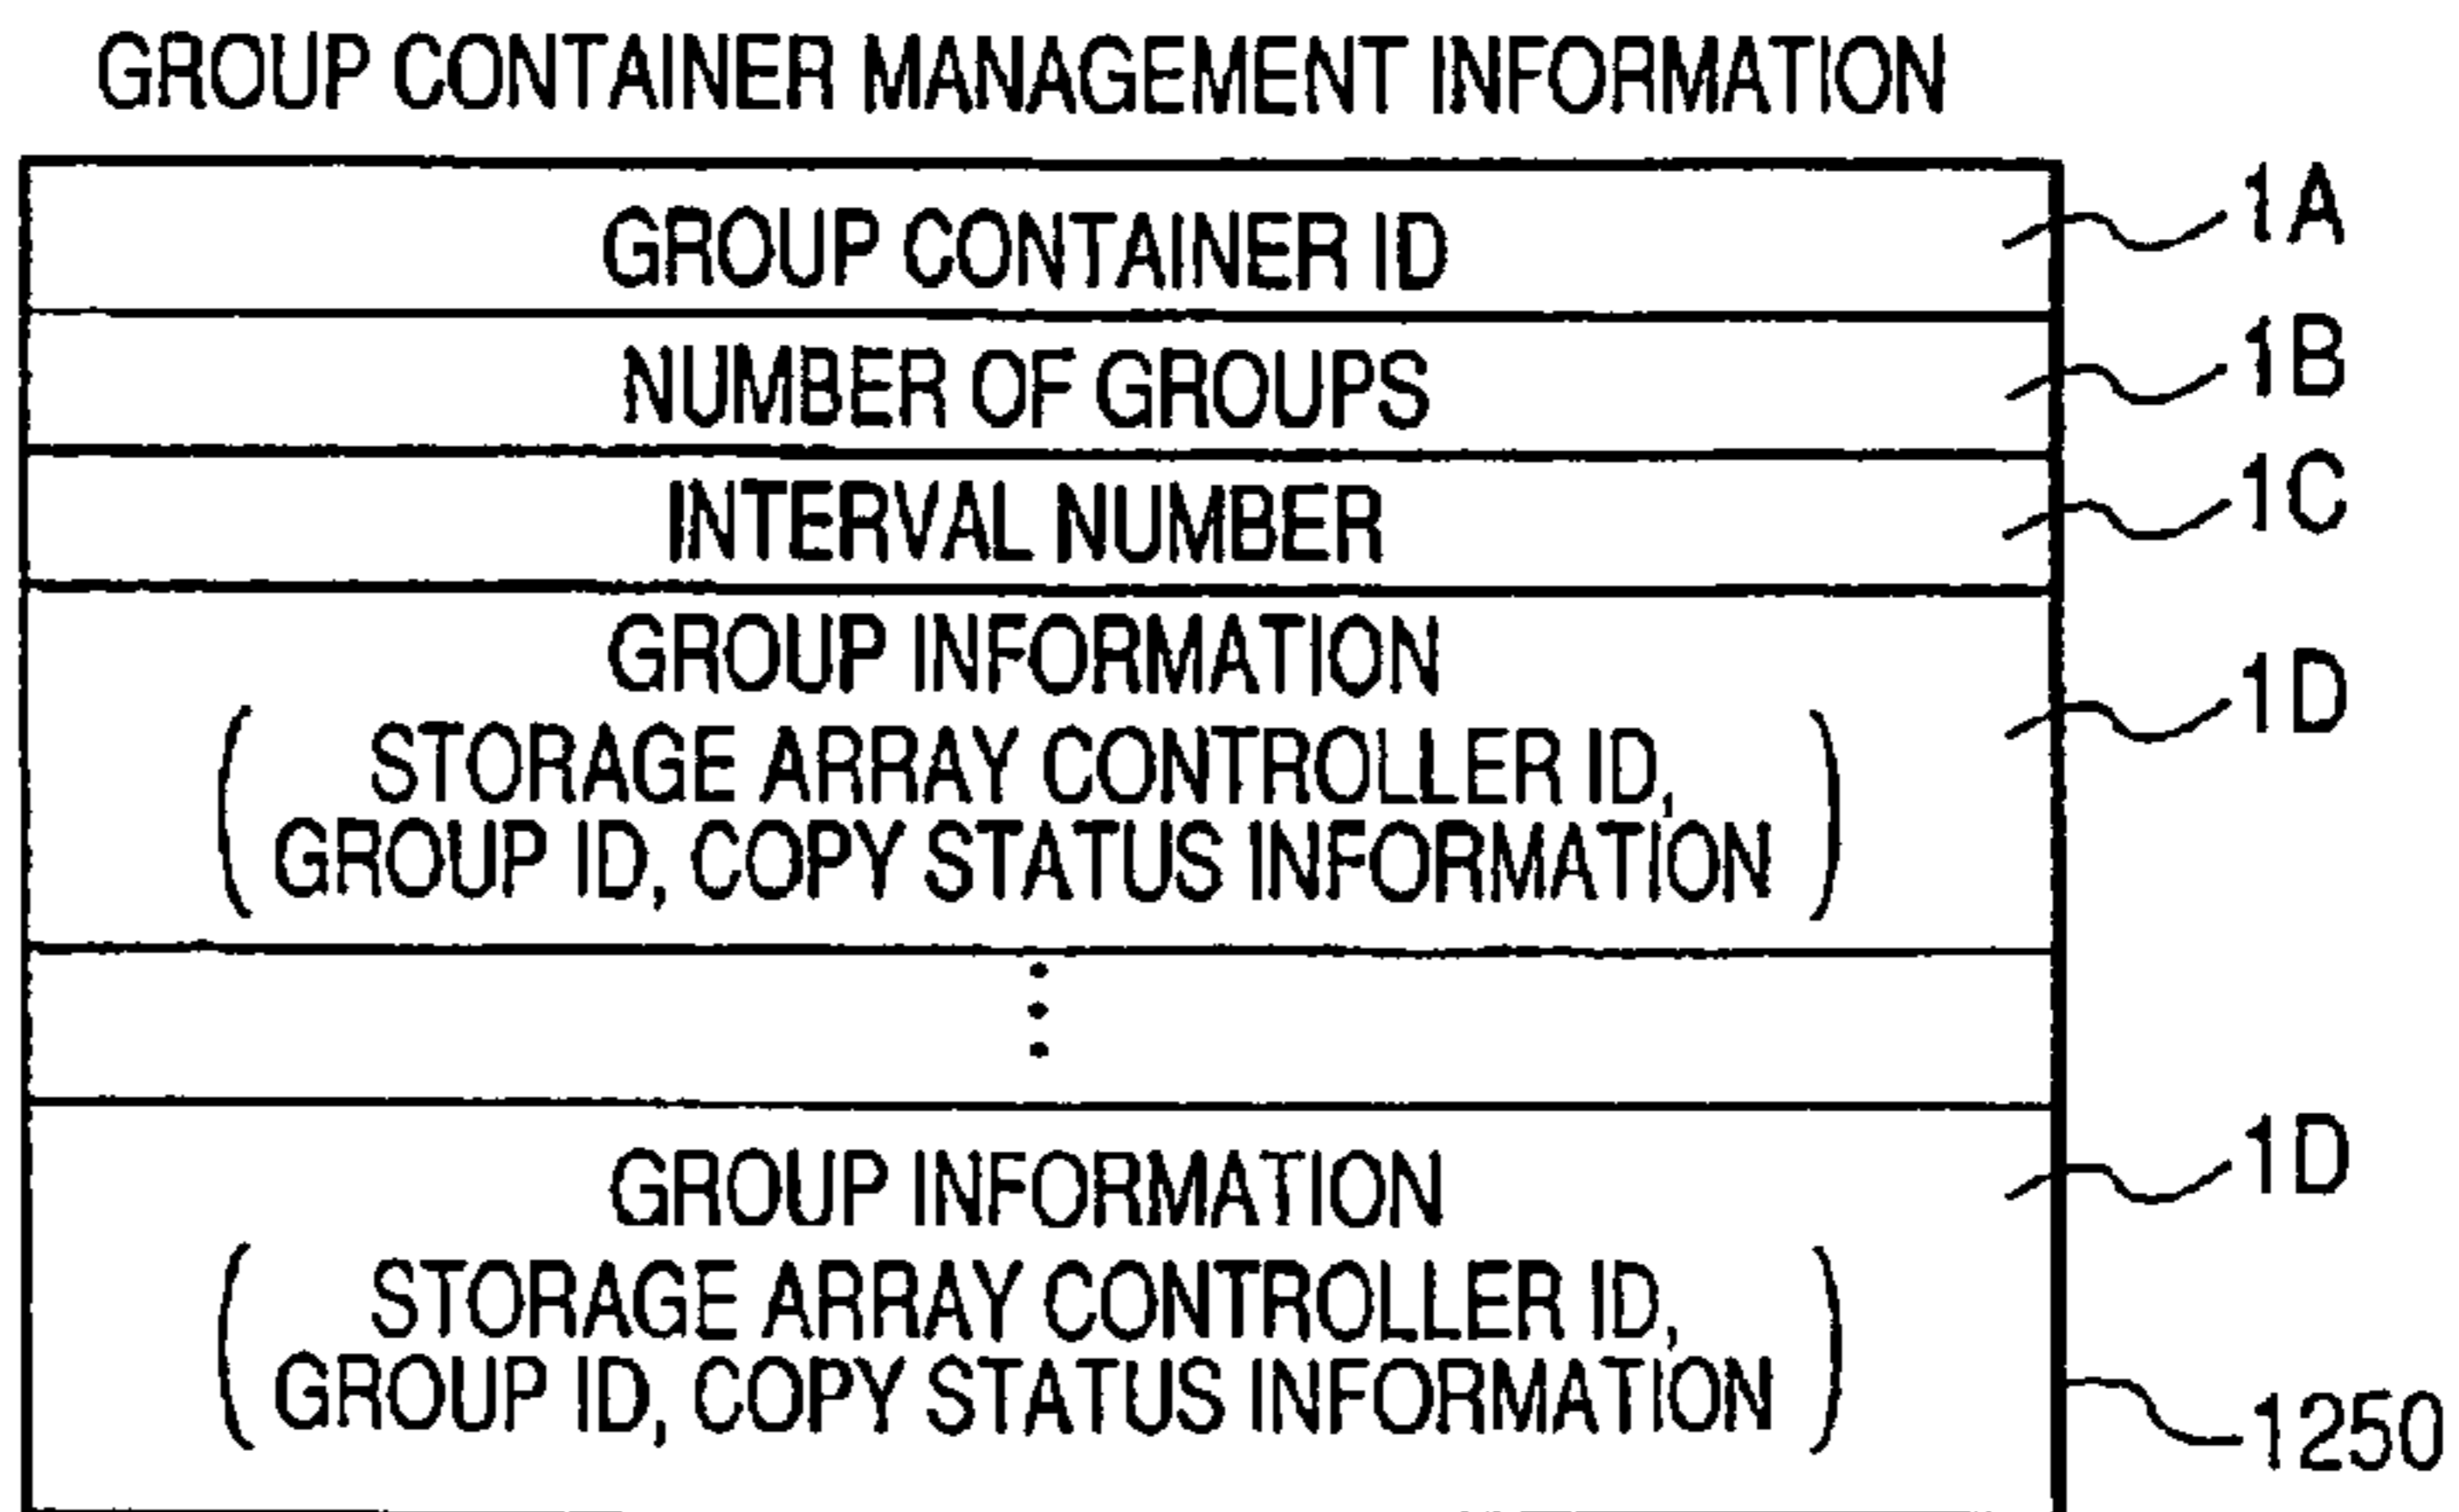 GROUP CONTAINER MANAGEMENT INFORMATION
GROUP CONTAINER ID
1A
NUMBER OF GROUPS
1B
INTERVAL NUMBER
1C
GROUP INFORMATION
1D
( STORAGE ARRAY CONTROLLER ID,
GROUP ID, COPY STATUS INFORMATION )
GROUP INFORMATION
1D
( STORAGE ARRAY CONTROLLER ID,
GROUP ID, COPY STATUS INFORMATION )
1250